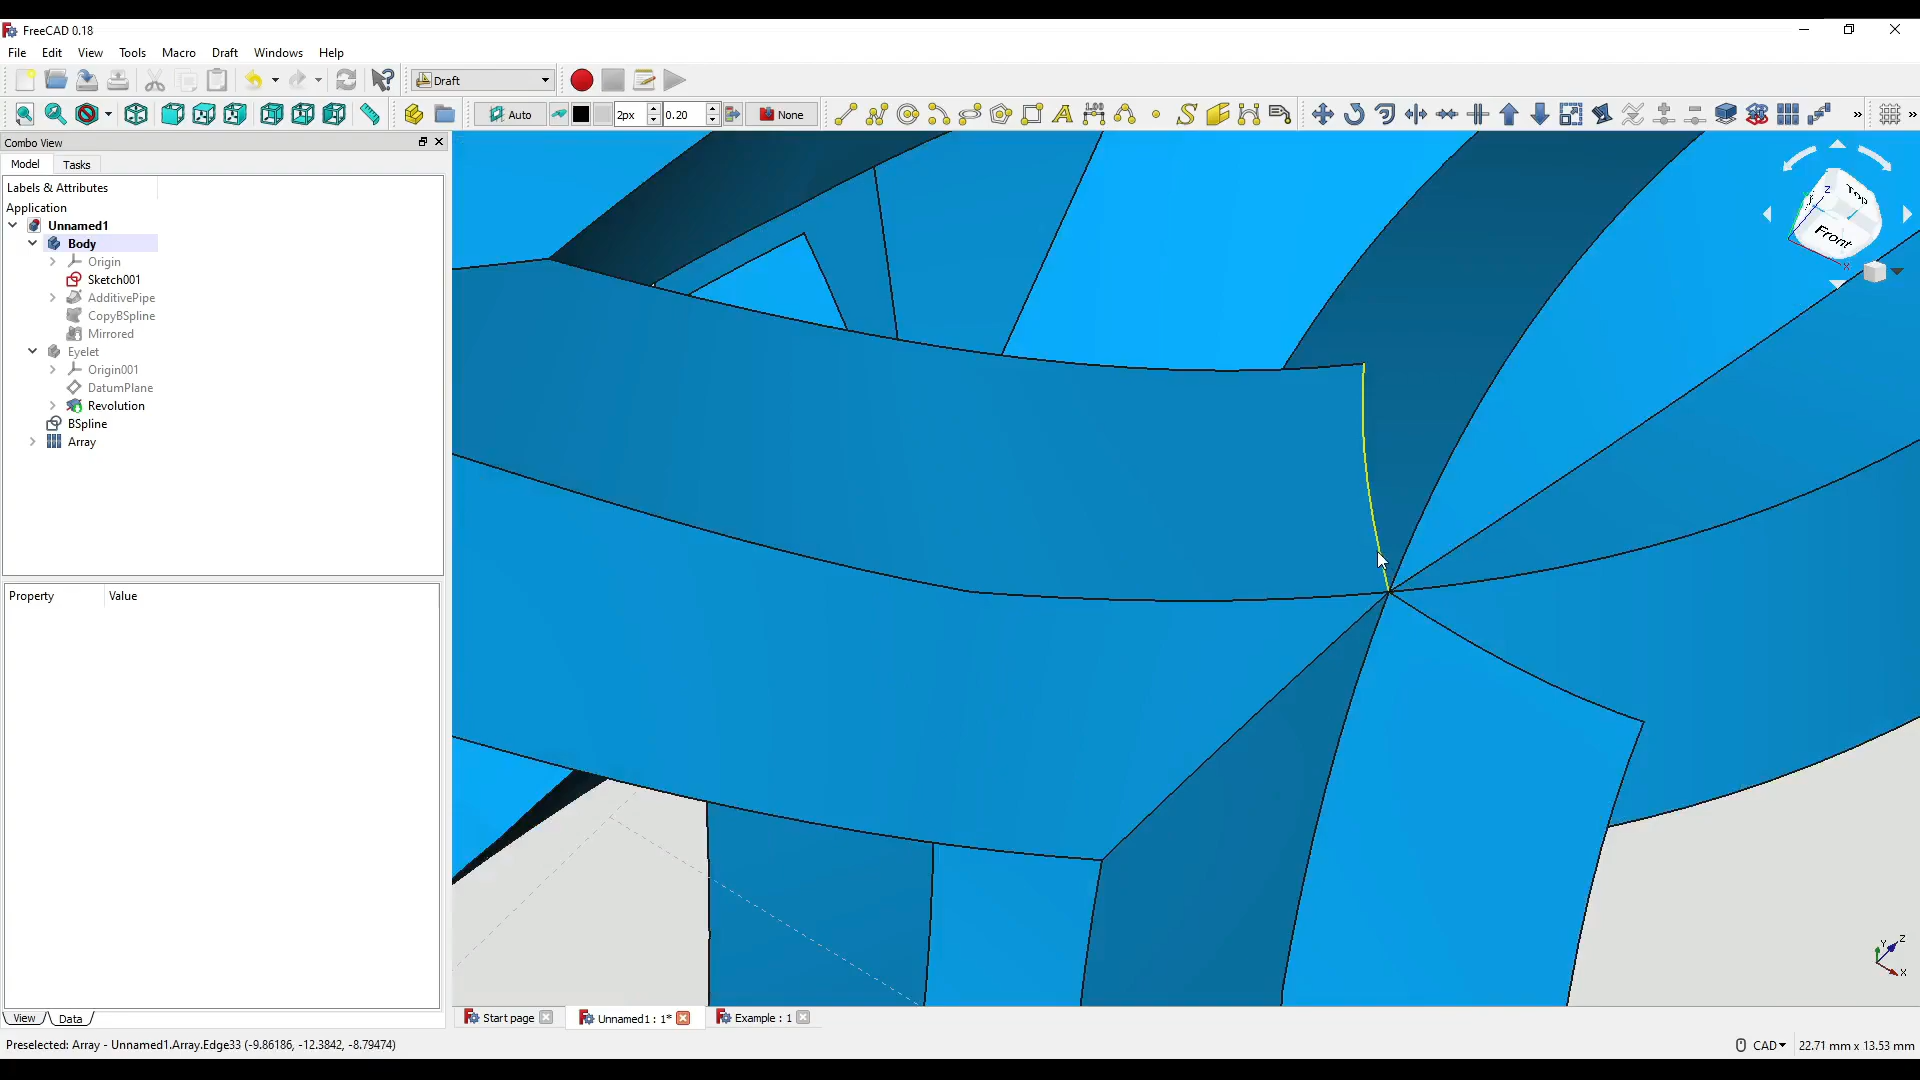 FreeCAD 0.18
File Edit View Tools Macro Draft Windows Help
Draft
Auto 2px 0.20 None
Combo View
Model Tasks
Labels & Attributes
Application
Unnamed1
Body
Origin
Sketch001
AdditivePipe
CopyBSpline
Mirrored
Eyelet
Origin001
DatumPlane
Revolution
BSpline
Array
Top
Front
Z
X
Property Value
Y Z
X
View Data
Start page Unnamed1 : 1* Example : 1
Preselected: Array - Unnamed1.Array.Edge33 (-9.86186, -12.3842, -8.79474) CAD 22.71 mm x 13.53 mm